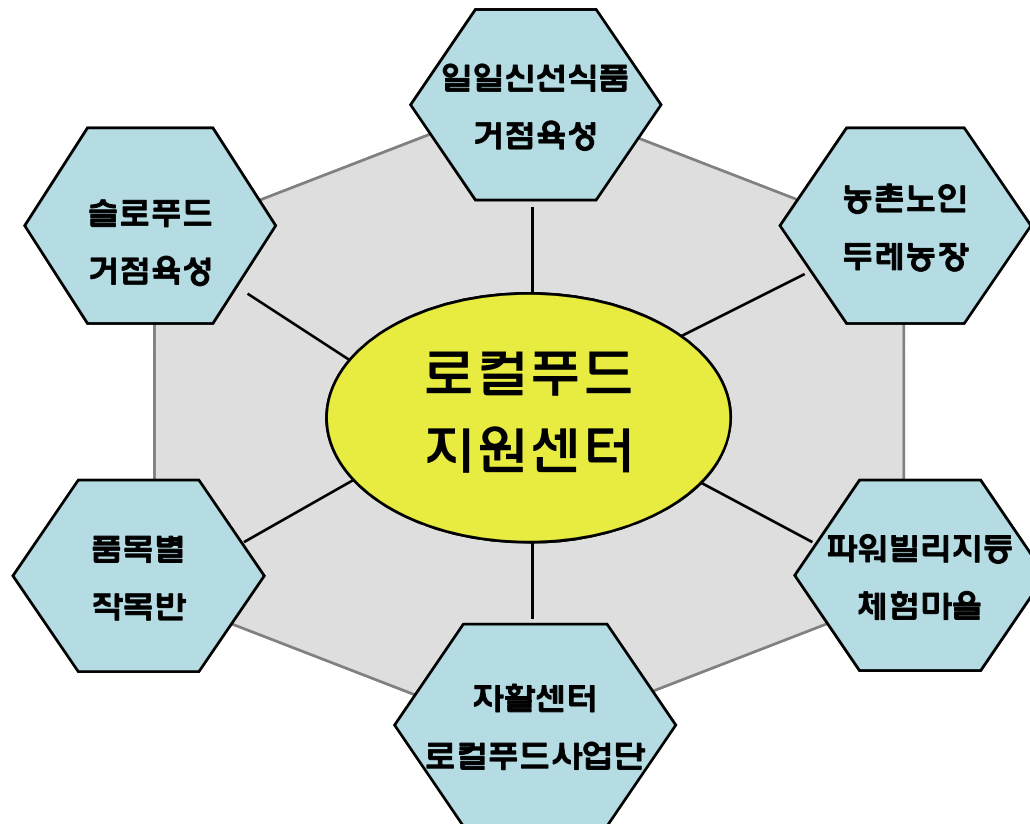 일일신선식품
거점육성
슬로푸드
거점육성
농촌노인
두레농장
로컬푸드
지원센터
품목별
작목반
파워빌리지등
체험마을
자활센터
로컬푸드사업단